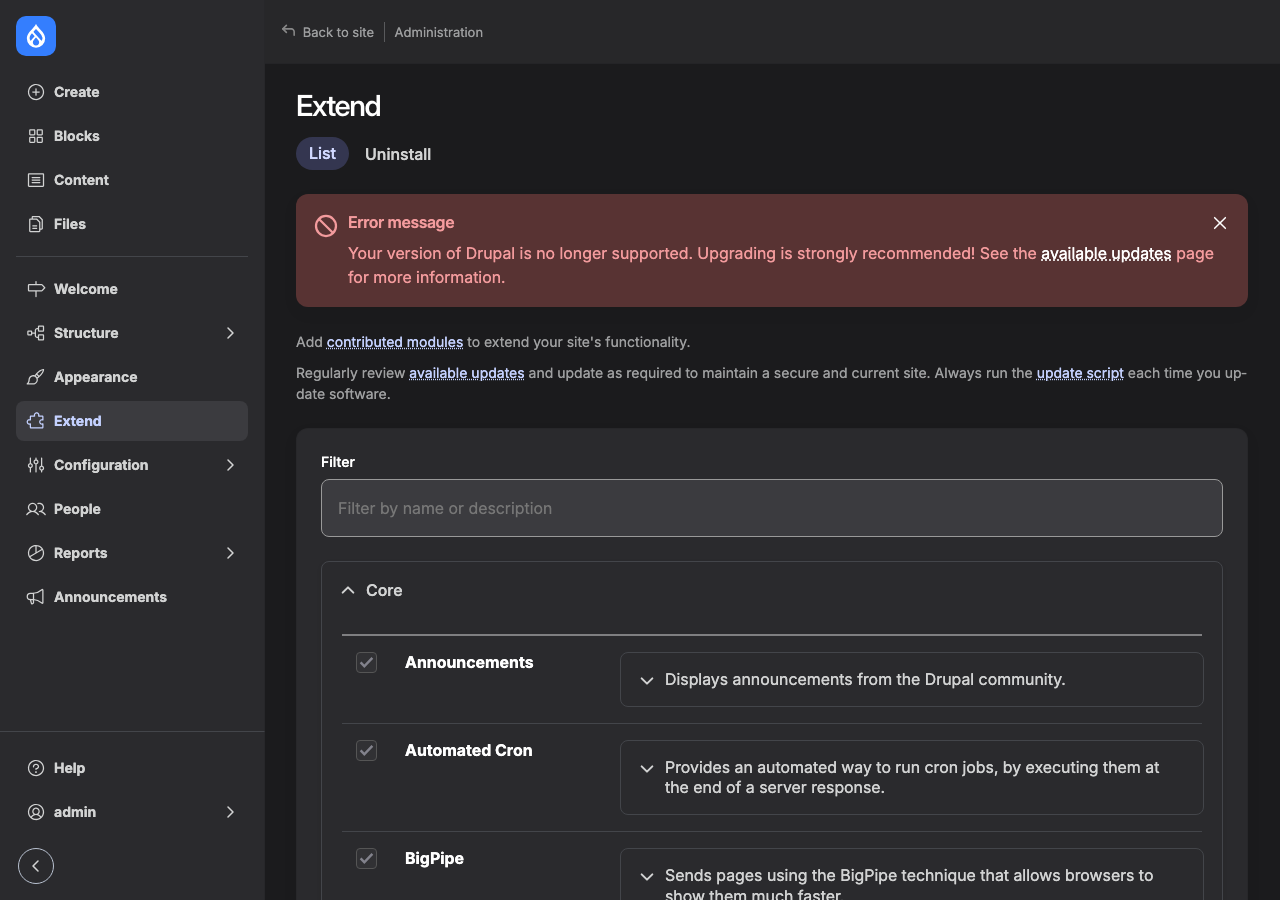 Back to site
Administration
Create
Blocks
Content
Files
Welcome
Structure
Appearance
Extend
Configuration
People
Reports
Announcements
Help
admin
Extend
List
Uninstall
Error message
Your version of Drupal is no longer supported. Upgrading is strongly recommended! See the available updates page
for more information.
Add contributed modules to extend your site's functionality.
Regularly review available updates and update as required to maintain a secure and current site. Always run the update script each time you up-
date software.
Filter
Filter by name or description
Core
Announcements
Displays announcements from the Drupal community.
Automated Cron
Provides an automated way to run cron jobs, by executing them at
the end of a server response.
BigPipe
Sends pages using the BigPipe technique that allows browsers to
show them much faster.